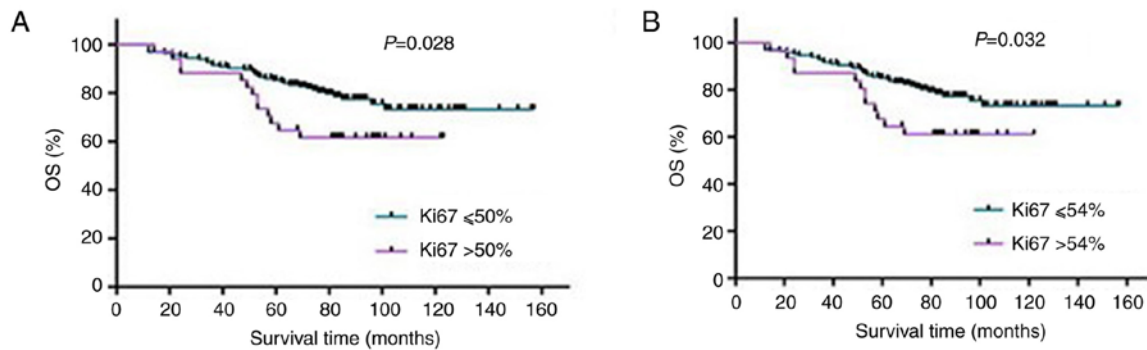 A
P=0.028
100
80
60
40
20
0
OS (%)
Ki67 ⩽50%
Ki67 >50%
0 20 40 60 80 100 120 140 160
Survival time (months)
B
P=0.032
100
80
60
40
20
0
OS (%)
Ki67 ⩽54%
Ki67 >54%
0 20 40 60 80 100 120 140 160
Survival time (months)